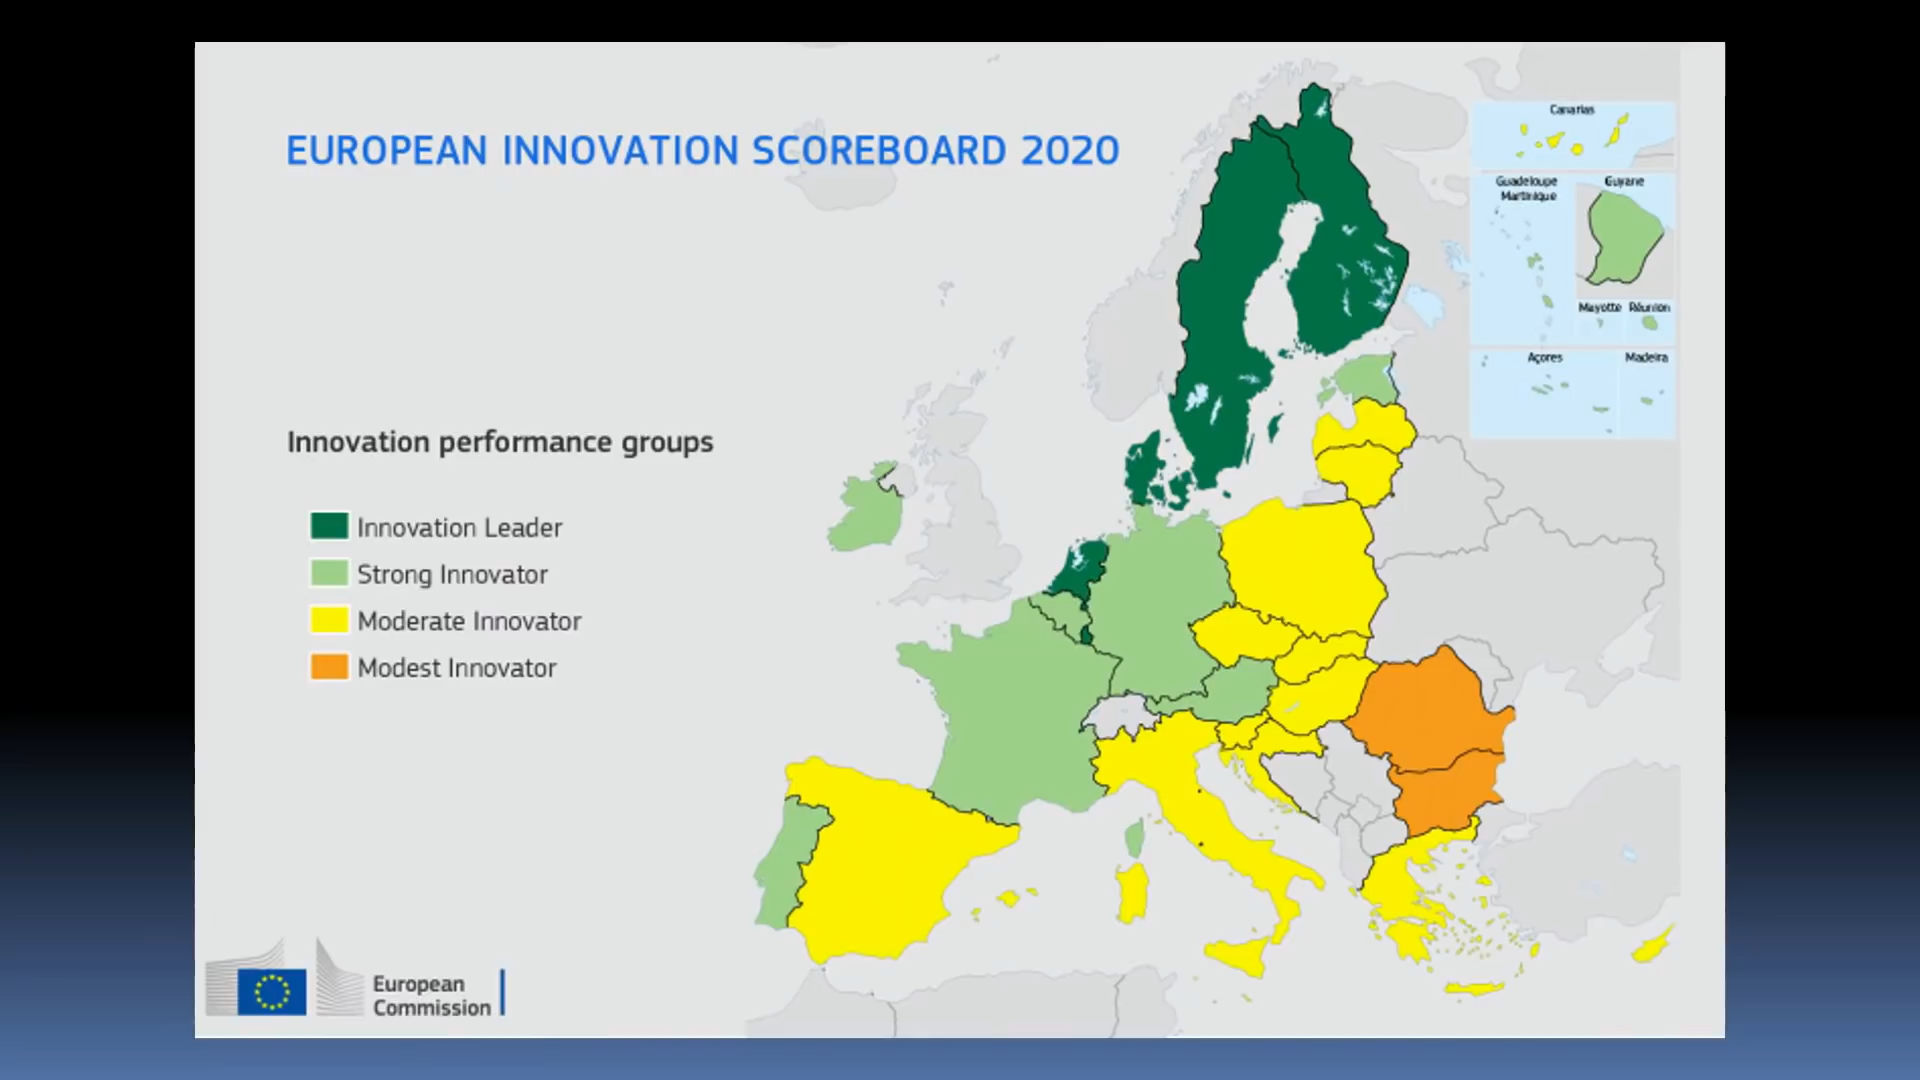 EUROPEAN INNOVATION SCOREBOARD 2020
Canarias
Guadeloupe
Martinique
Guyane
Mayotte
Réunion
Açores
Madeira
Innovation performance groups
Innovation Leader
Strong Innovator
Moderate Innovator
Modest Innovator
European
Commission